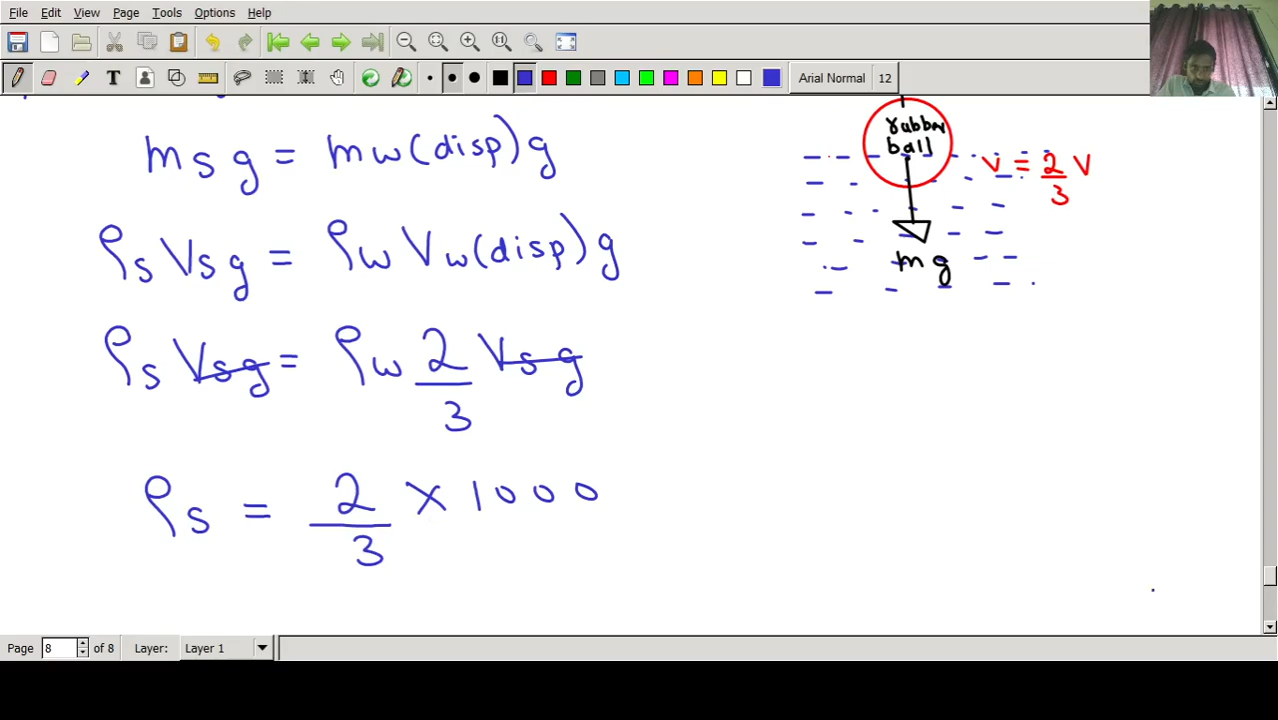 File Edit View Page Tools Options Help
Arial Normal 12
rubber
ball
v = 2/3 V
mg
ms g = mw(disp)g
ρs Vs g = ρw Vw(disp)g
ρs Vsg = ρw 2/3 Vs g
ρs = 2/3 × 1000
Page 8 of 8 Layer: Layer 1